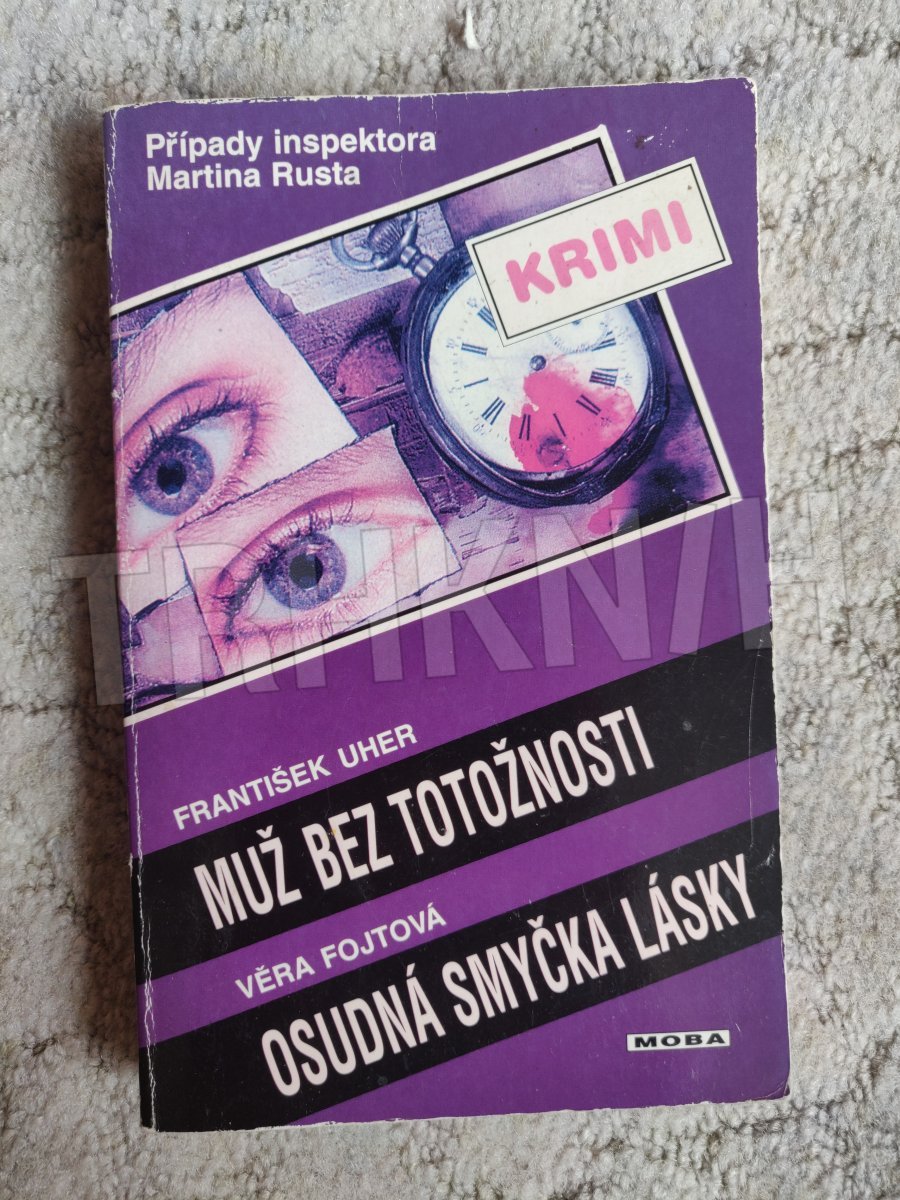 Případy inspektora
Martina Rusta
KRIMI
FRANTIŠEK UHER
MUŽ BEZ TOTOŽNOSTI
VĚRA FOJTOVÁ
OSUDNÁ SMYČKA LÁSKY
MOBA